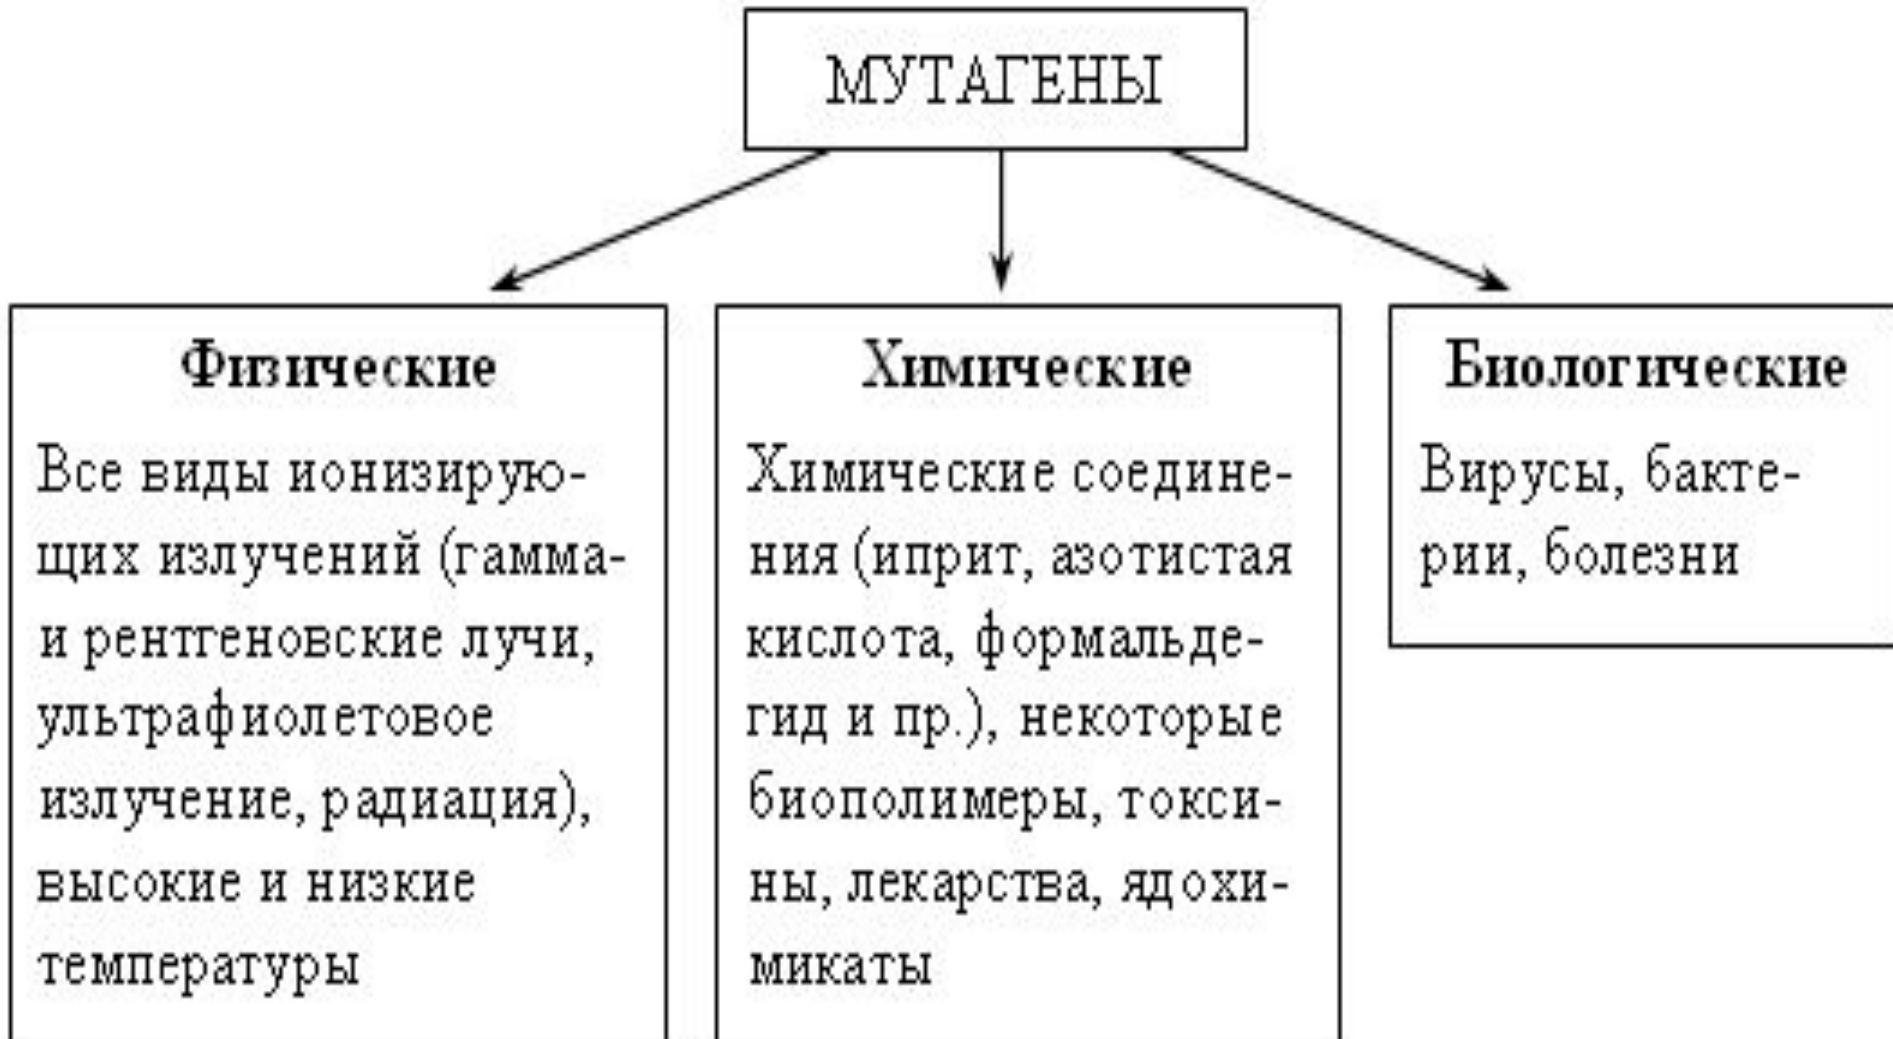 МУТАГЕНЫ
Физические
Все виды ионизирую-
щих излучений (гамма-
и рентгеновские лучи,
ультрафиолетовое
излучение, радиация),
высокие и низкие
температуры
Химические
Химические соедине-
ния (иприт, азотистая
кислота, формальде-
гид и пр.), некоторые
биополимеры, токси-
ны, лекарства, ядохи-
микаты
Биологические
Вирусы, бакте-
рии, болезни